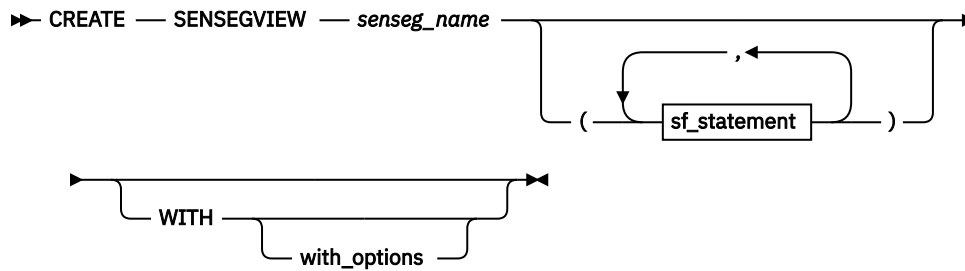 CREATE SENSEGVIEW senseg_name
,
( sf_statement )
WITH
with_options